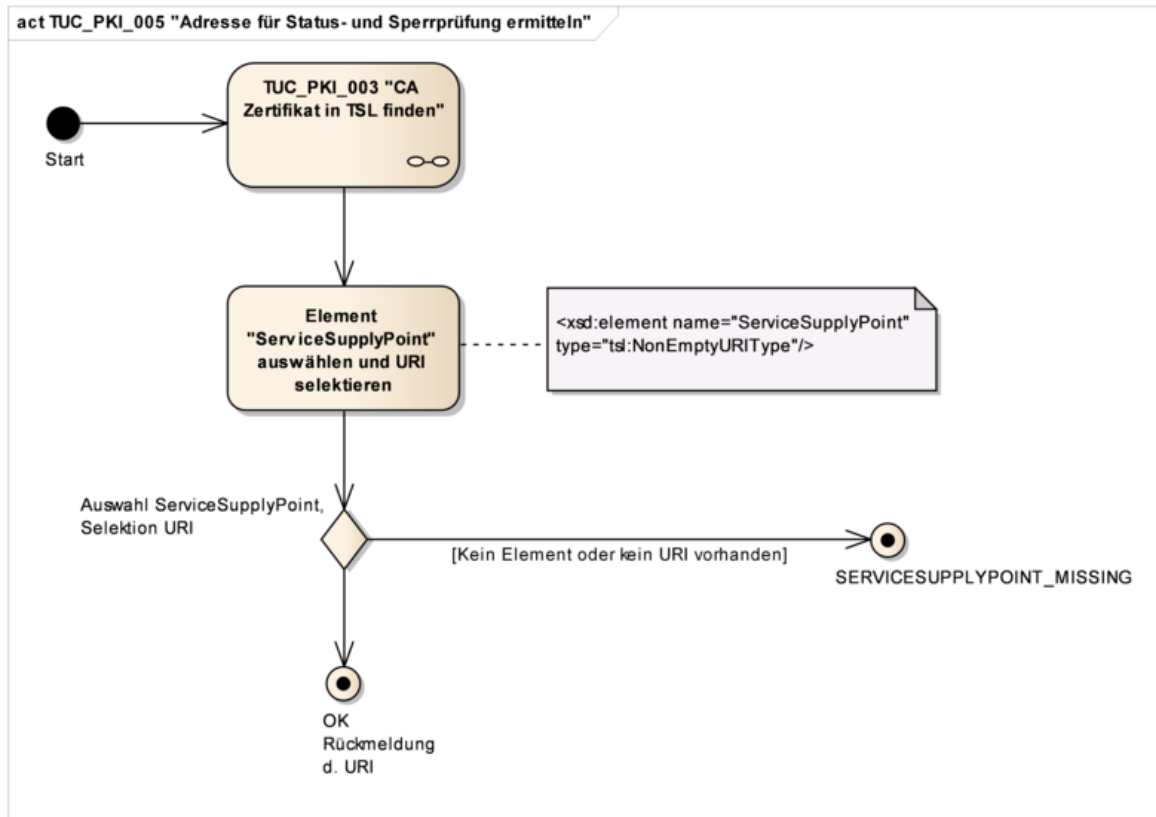 act TUC_PKI_005 "Adresse für Status- und Sperrprüfung ermitteln"
TUC_PKI_003 "CA
Zertifikat in TSL finden"
Start
Element
"ServiceSupplyPoint"
auswählen und URI
selektieren
<xsd:element name="ServiceSupplyPoint"
type="tsl:NonEmptyURIType"/>
Auswahl ServiceSupplyPoint,
Selektion URI
[Kein Element oder kein URI vorhanden]
SERVICESUPPLYPOINT_MISSING
OK
Rückmeldung
d. URI